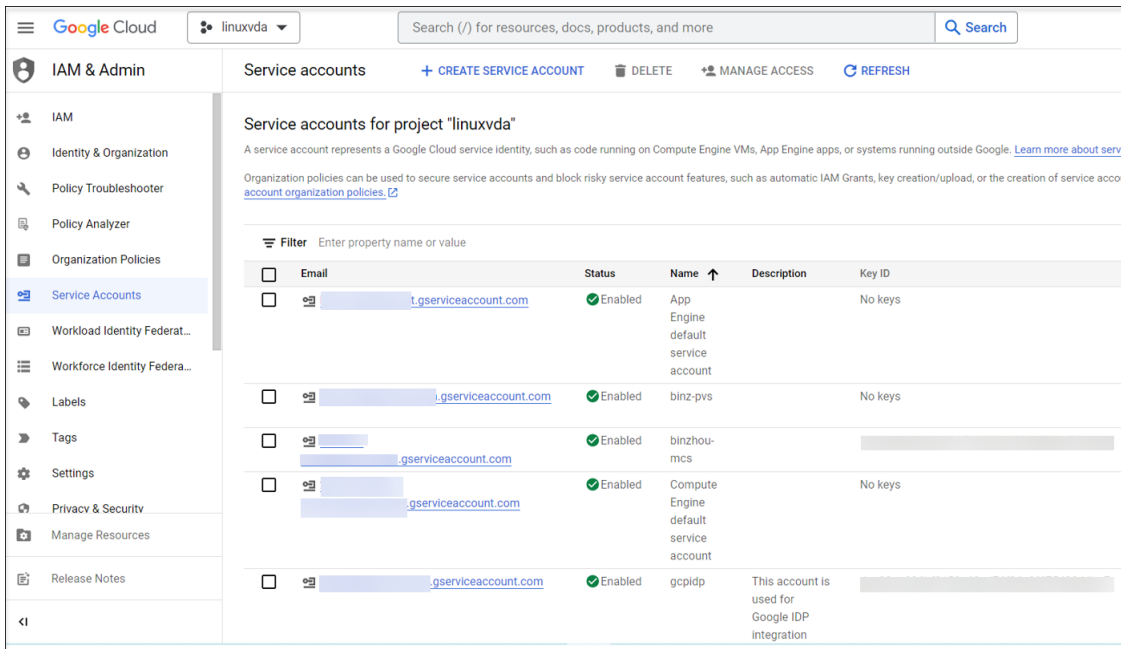 Google Cloud
linuxvda
Search (/) for resources, docs, products, and more
Search
IAM & Admin
Service accounts
+ CREATE SERVICE ACCOUNT
DELETE
MANAGE ACCESS
REFRESH
IAM
Identity & Organization
Policy Troubleshooter
Policy Analyzer
Organization Policies
Service Accounts
Workload Identity Federat...
Workforce Identity Federa...
Labels
Tags
Settings
Privacy & Security
Manage Resources
Release Notes
Service accounts for project "linuxvda"
A service account represents a Google Cloud service identity, such as code running on Compute Engine VMs, App Engine apps, or systems running outside Google. Learn more about serv
Organization policies can be used to secure service accounts and block risky service account features, such as automatic IAM Grants, key creation/upload, or the creation of service accou
account organization policies.
Filter Enter property name or value
Email Status Name Description Key ID
t.gserviceaccount.com Enabled App No keys
Engine
default
service
account
.gserviceaccount.com Enabled binz-pvs No keys
Enabled binzhou-
.gserviceaccount.com mcs
Enabled Compute No keys
.gserviceaccount.com Engine
default
service
account
.gserviceaccount.com Enabled gcpidp This account is
used for
Google IDP
integration